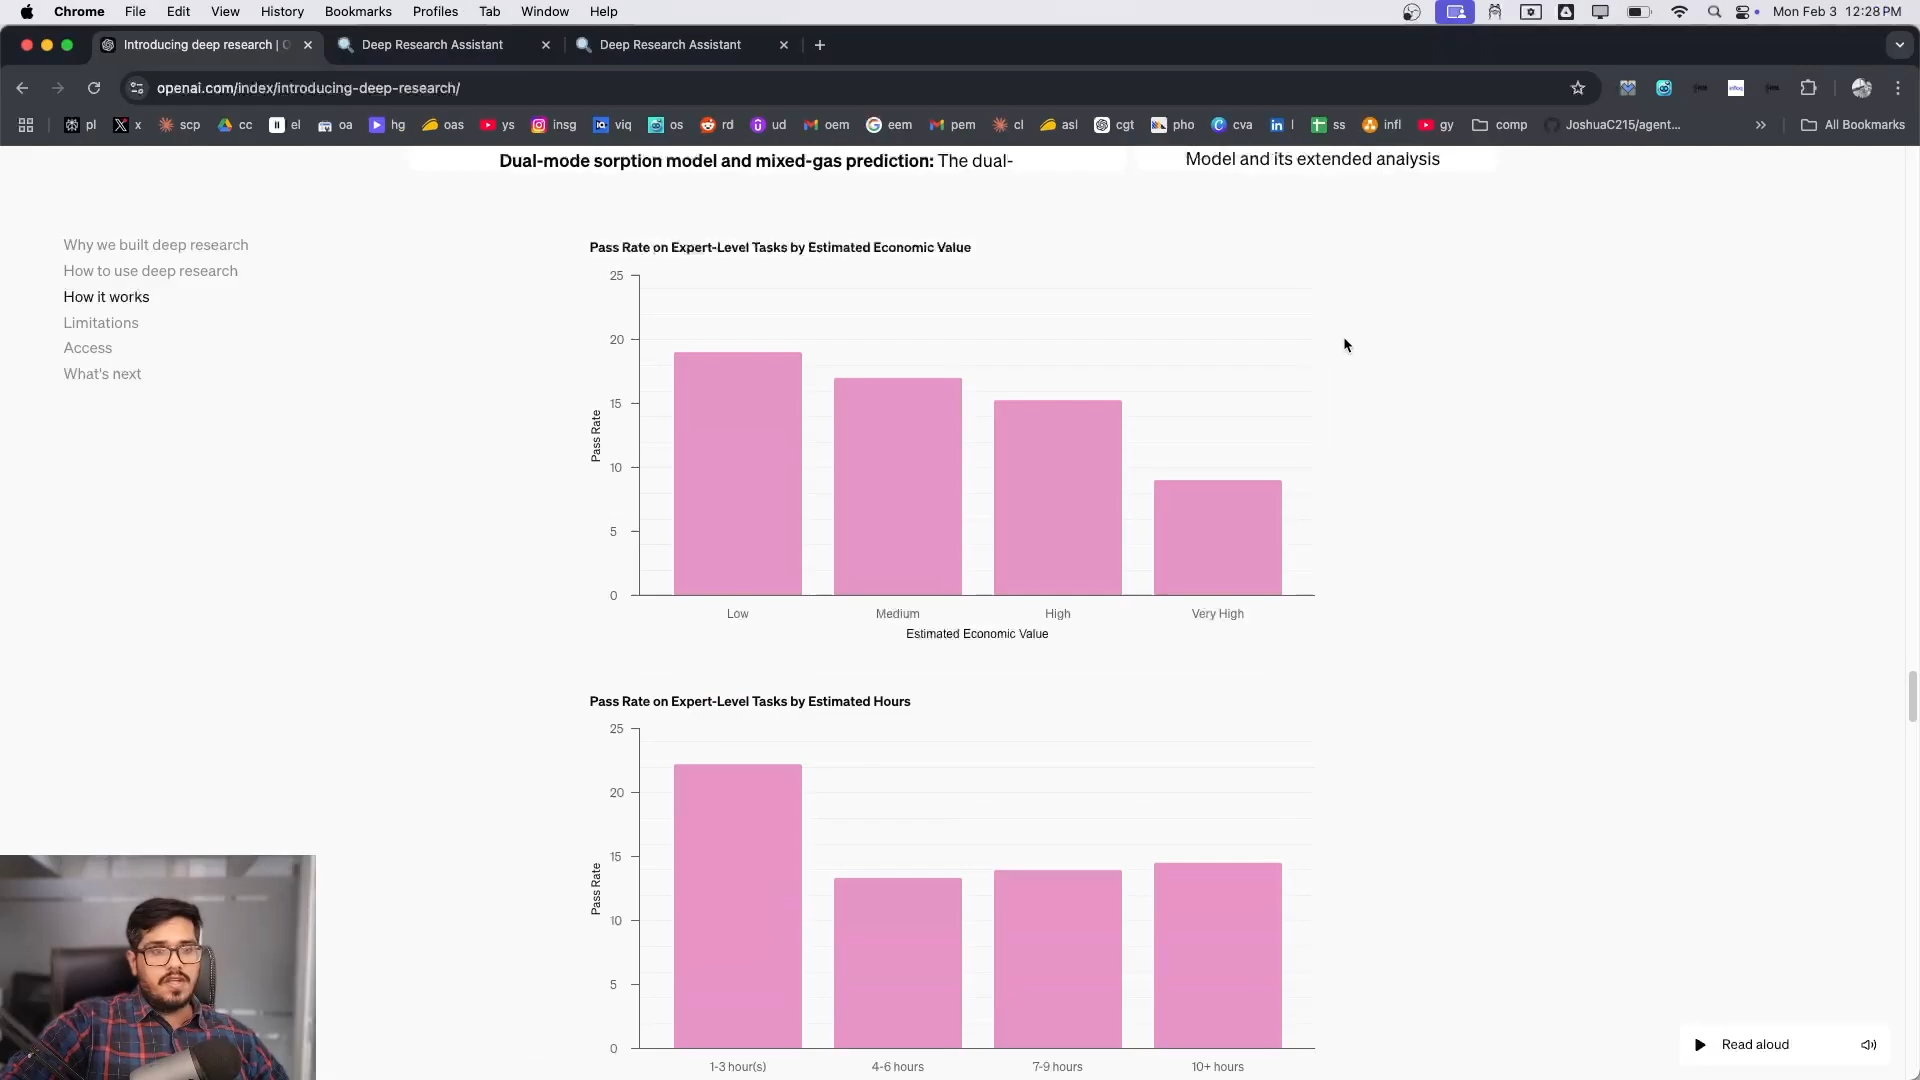 Chrome File Edit View History Bookmarks Profiles Tab Window Help Mon Feb 3 12:28 PM
Introducing deep research | Deep Research Assistant Deep Research Assistant
openai.com/index/introducing-deep-research/
pl x scp cc el oa hg oas ys insg viq os rd ud oem eem pem cl asl cgt pho cva l ss infl gy comp JoshuaC215/agent... All Bookmarks
Dual-mode sorption model and mixed-gas prediction: The dual-
Model and its extended analysis
Why we built deep research
How to use deep research
How it works
Limitations
Access
What's next
Pass Rate on Expert-Level Tasks by Estimated Economic Value
25
20
15
10
5
0
Pass Rate
Low Medium High Very High
Estimated Economic Value
Pass Rate on Expert-Level Tasks by Estimated Hours
25
20
15
10
5
0
Pass Rate
1-3 hour(s) 4-6 hours 7-9 hours 10+ hours
Read aloud